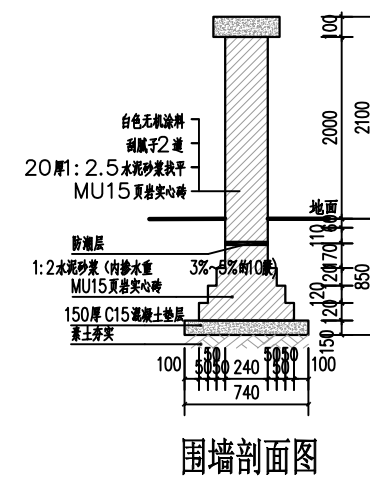 100
白色无机涂料
刮腻子2道
20厚1：2.5水泥砂浆找平
MU15页岩实心砖
2000
2100
地面
60
110
防潮层
1:2水泥砂浆（内掺水重 3%~5%的10厚）
MU15页岩实心砖
170
120
120
120
850
150厚C15混凝土垫层
素土夯实
150
100
50 50
50 50
240
50 50
50 50
100
740
围墙剖面图